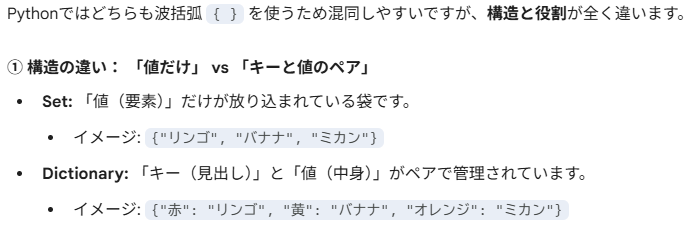 Pythonではどちらも波括弧 { } を使うため混同しやすいですが、構造と役割が全く違います。
① 構造の違い： 「値だけ」 vs 「キーと値のペア」
• Set: 「値（要素）」だけが放り込まれている袋です。
• イメージ: {"リンゴ", "バナナ", "ミカン"}
• Dictionary: 「キー（見出し）」と「値（中身）」がペアで管理されています。
• イメージ: {"赤": "リンゴ", "黄": "バナナ", "オレンジ": "ミカン"}